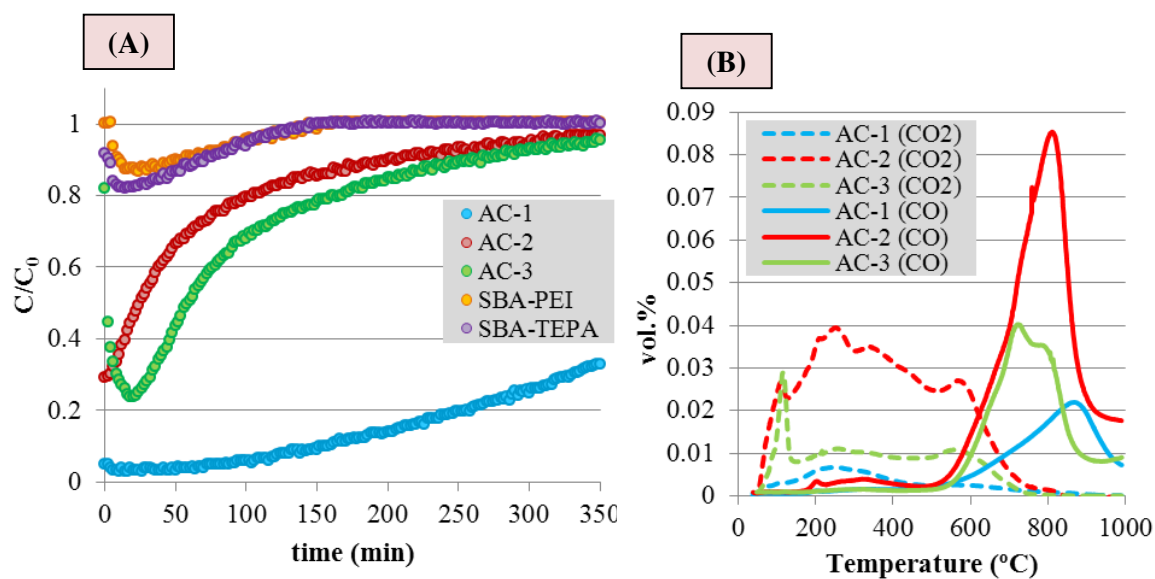 (A)
C/C0
1
0.8
0.6
0.4
0.2
0
0 50 100 150 200 250 300 350
time (min)
AC-1
AC-2
AC-3
SBA-PEI
SBA-TEPA
(B)
vol.%
0.09
0.08
0.07
0.06
0.05
0.04
0.03
0.02
0.01
0
0 200 400 600 800 1000
Temperature (ºC)
AC-1 (CO2)
AC-2 (CO2)
AC-3 (CO2)
AC-1 (CO)
AC-2 (CO)
AC-3 (CO)